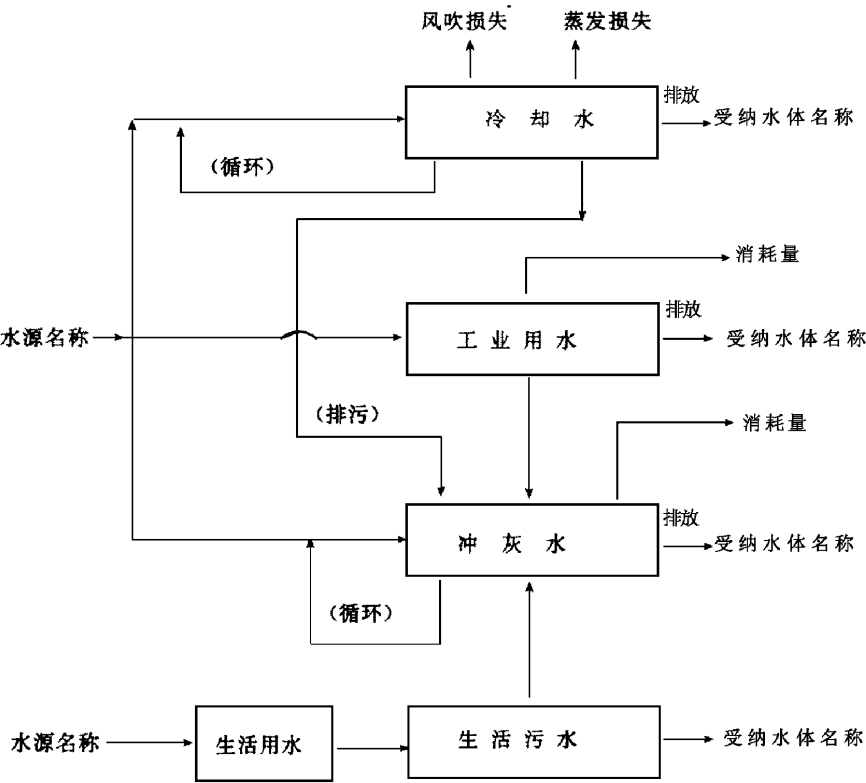 风吹损失 蒸发损失
排放
冷却水 受纳水体名称
（循环）
消耗量
排放
水源名称 工业用水 受纳水体名称
（排污） 消耗量
排放
冲灰水 受纳水体名称
（循环）
水源名称 生活用水 生活污水 受纳水体名称